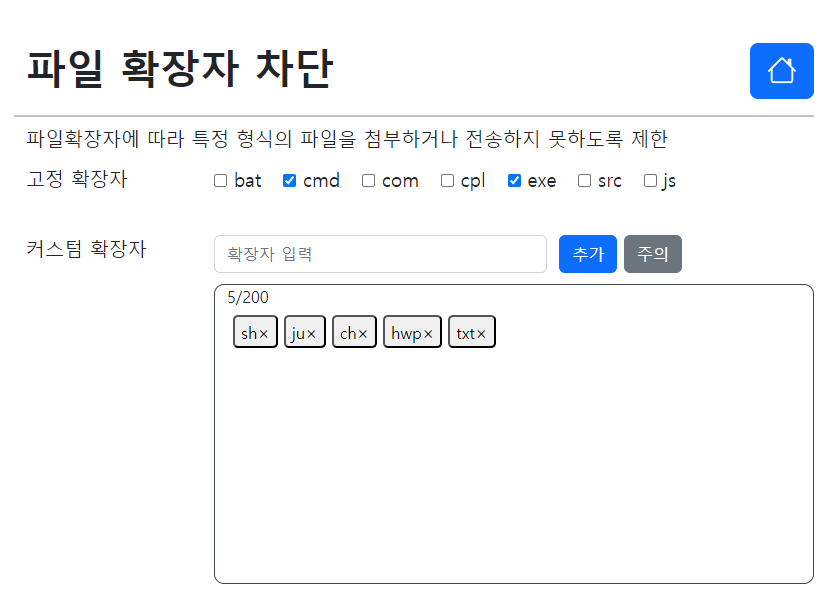 파일 확장자 차단
파일확장자에 따라 특정 형식의 파일을 첨부하거나 전송하지 못하도록 제한
고정 확장자 bat cmd com cpl exe src js
커스텀 확장자 확장자 입력 추가 주의
5/200
sh× ju× ch× hwp× txt×